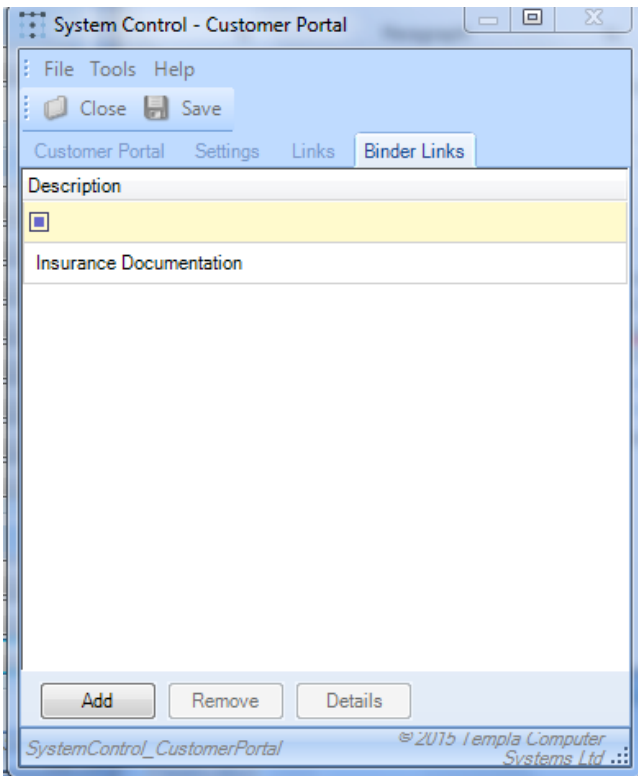 System Control - Customer Portal
File Tools Help
Close Save
Customer Portal Settings Links Binder Links
Description
Insurance Documentation
Add Remove Details
SystemControl_CustomerPortal
© 2015 Templa Computer
Systems Ltd